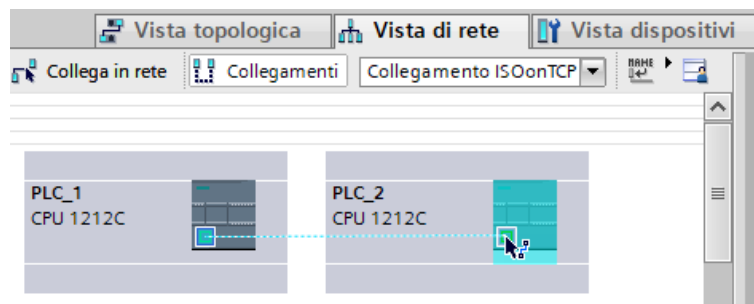 Vista topologica Vista di rete Vista dispositivi
Collega in rete Collegamenti Collegamento ISOonTCP NAME
PLC_1 PLC_2
CPU 1212C CPU 1212C